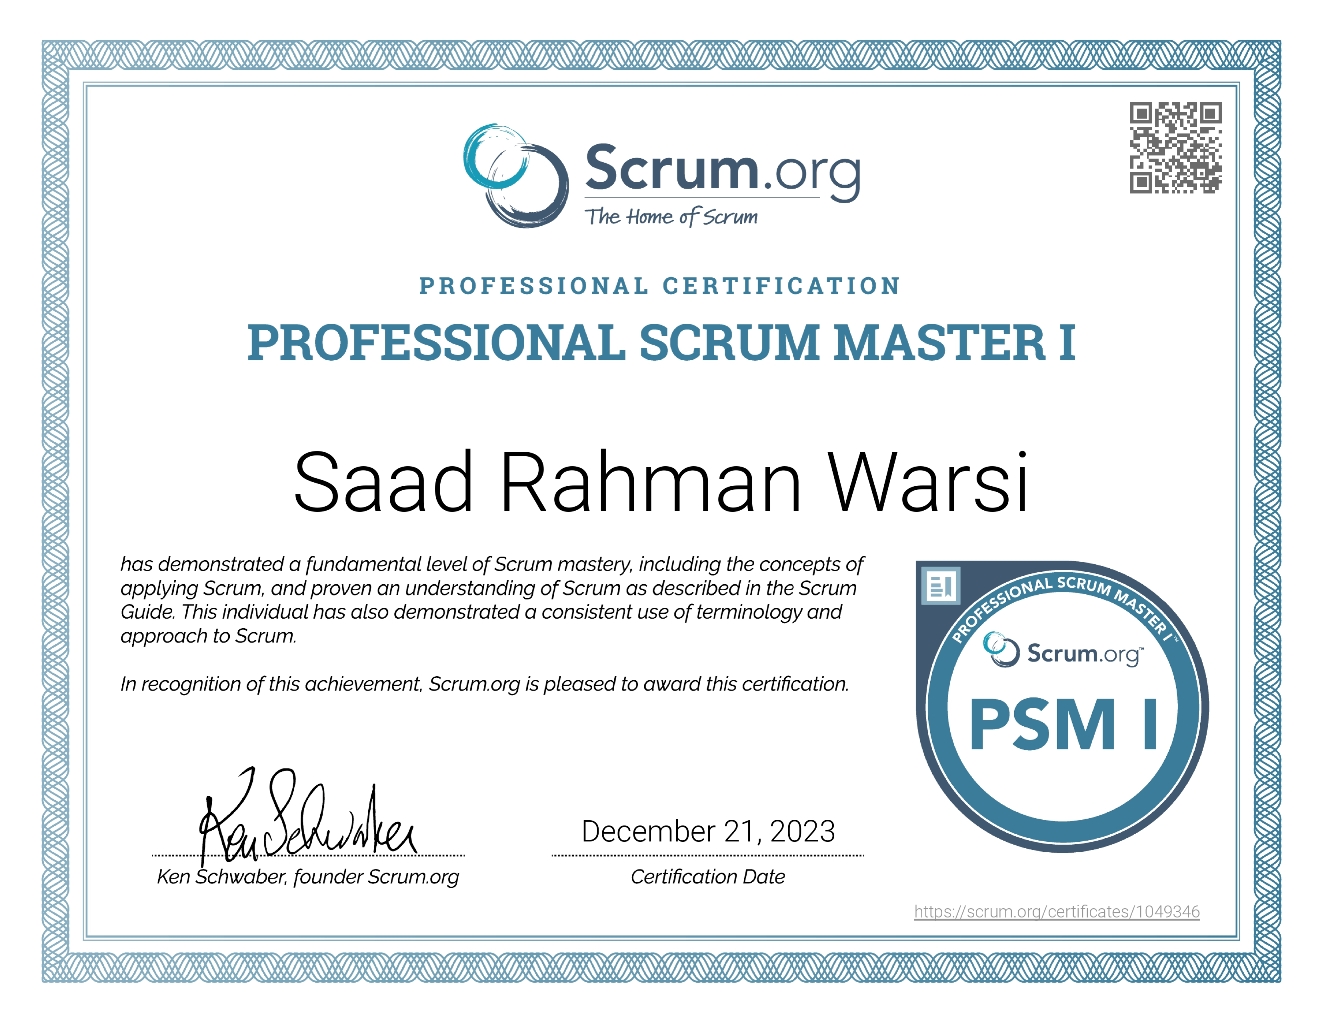 Scrum.org
The Home of Scrum
PROFESSIONAL CERTIFICATION
PROFESSIONAL SCRUM MASTER I
Saad Rahman Warsi
has demonstrated a fundamental level of Scrum mastery, including the concepts of
applying Scrum, and proven an understanding of Scrum as described in the Scrum
Guide. This individual has also demonstrated a consistent use of terminology and
approach to Scrum.
In recognition of this achievement, Scrum.org is pleased to award this certification.
PROFESSIONAL SCRUM MASTER I™
Scrum.org™
PSM I
Ken Schwaber
Ken Schwaber, founder Scrum.org
December 21, 2023
Certification Date
https://scrum.org/certificates/1049346